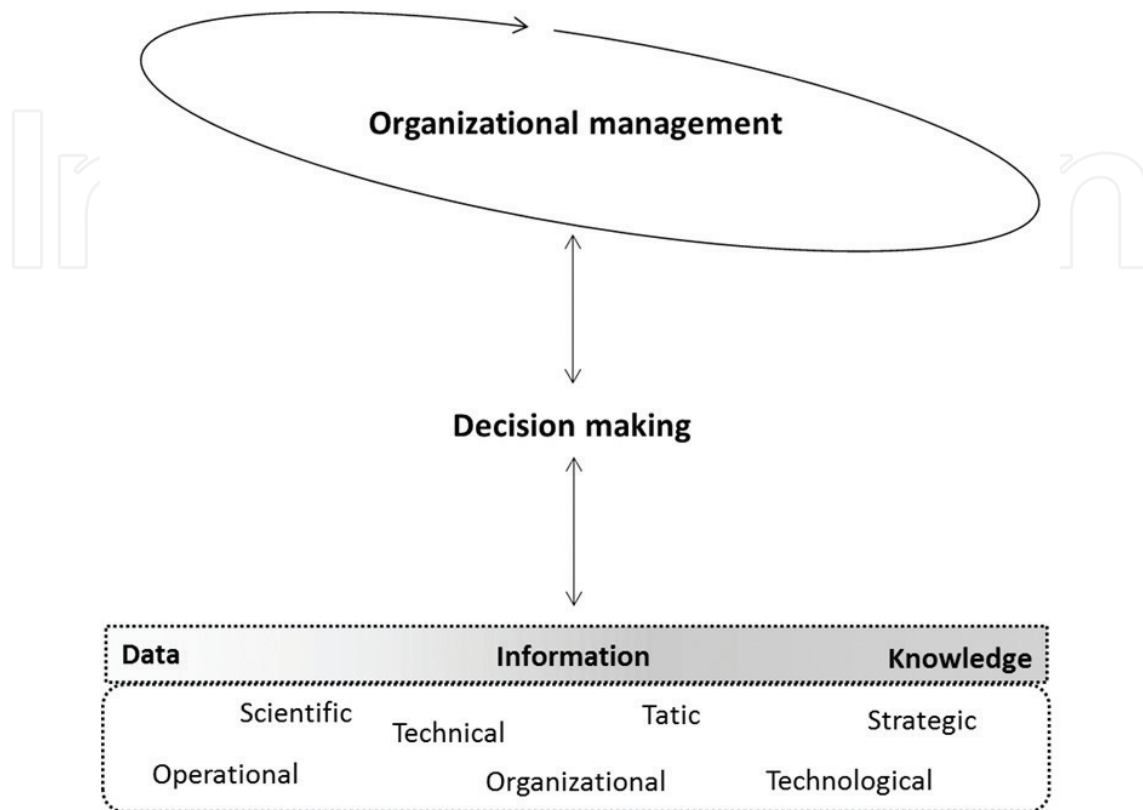 Organizational management
Decision making
Data Information Knowledge
Scientific Technical Tatic Strategic
Operational Organizational Technological